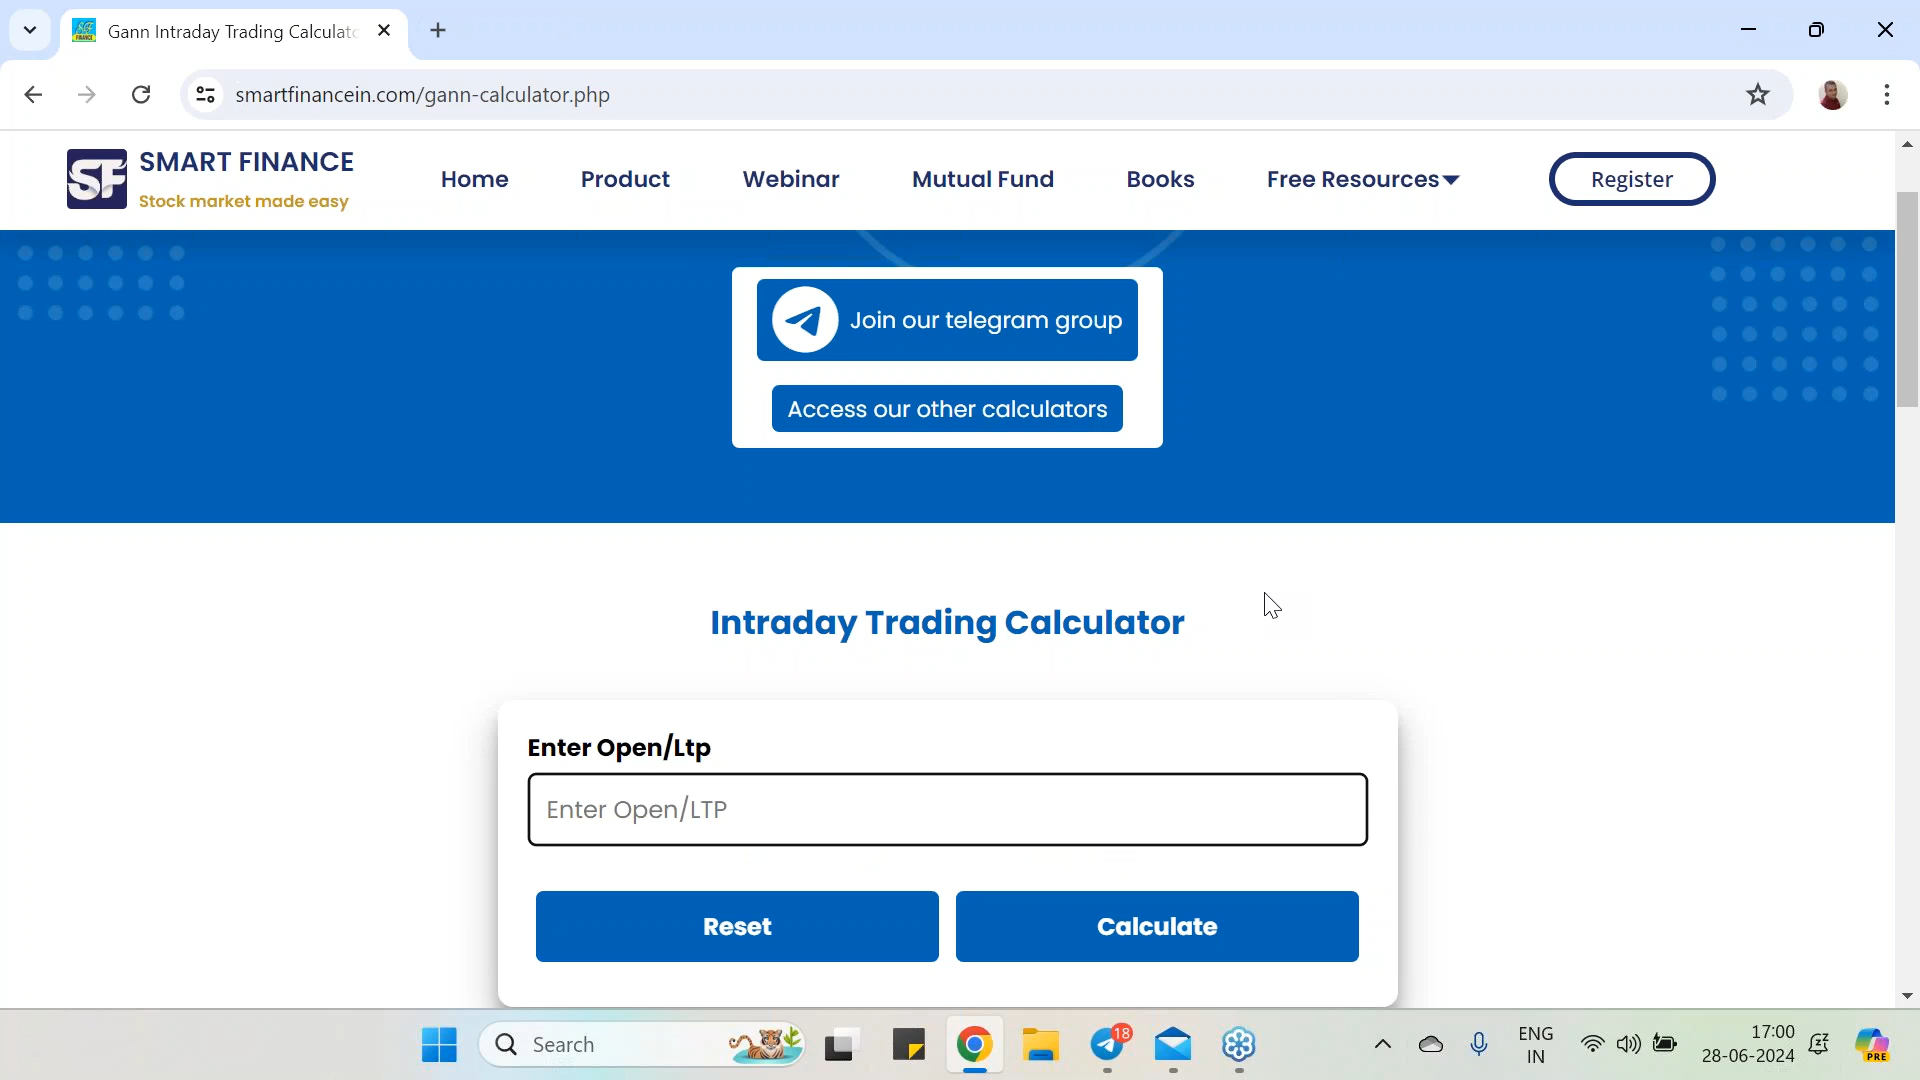 Gann Intraday Trading Calculat
smartfinancein.com/gann-calculator.php
SF
SMART FINANCE
Stock market made easy
Home
Product
Webinar
Mutual Fund
Books
Free Resources
Register
Join our telegram group
Access our other calculators
Intraday Trading Calculator
Enter Open/Ltp
Enter Open/LTP
Reset
Calculate
Search
18
ENG
IN
17:00
28-06-2024
PRE